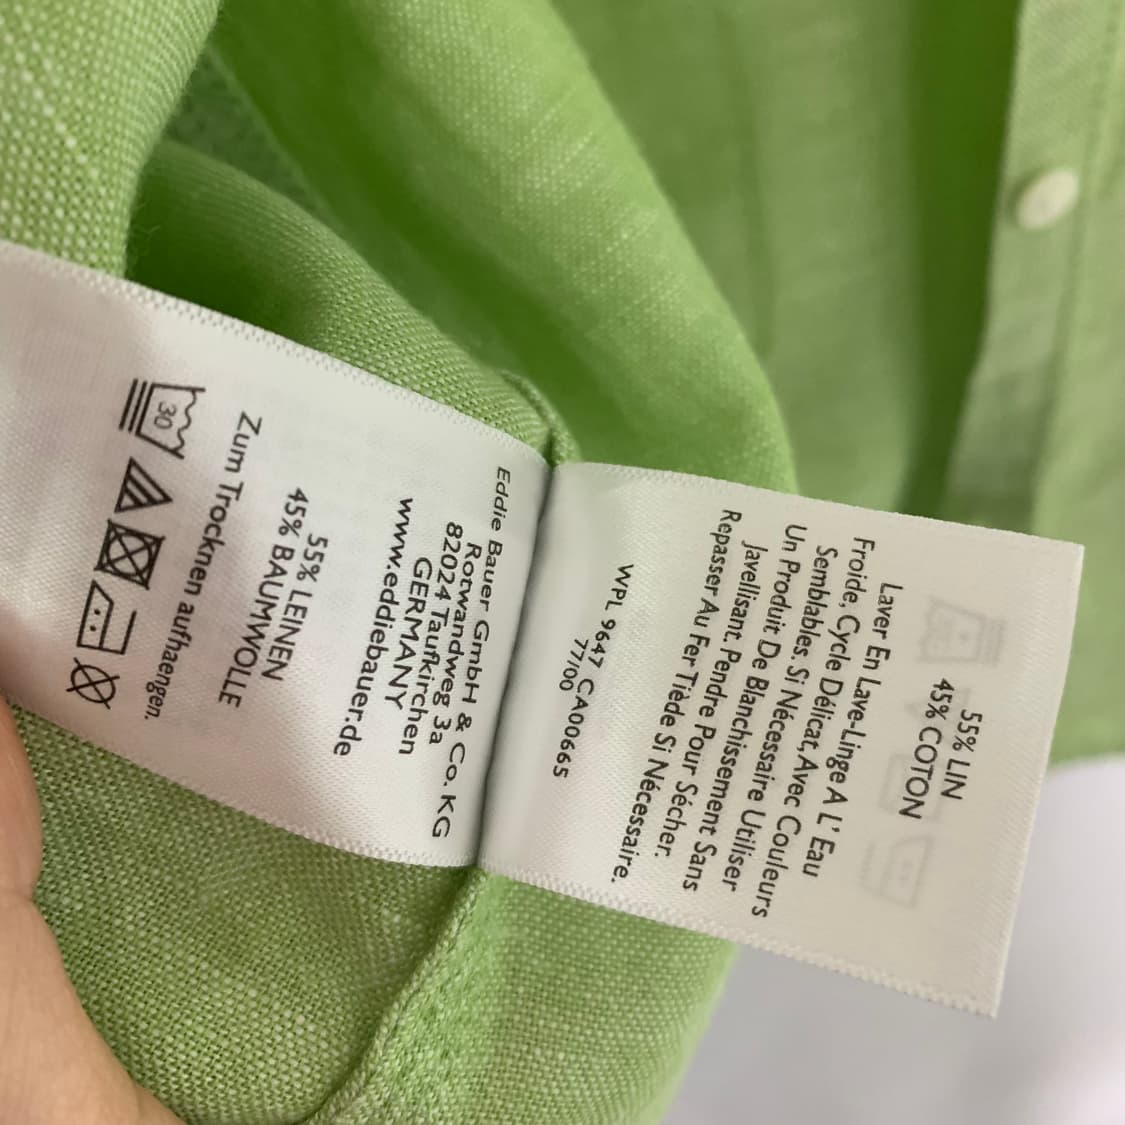 55% LIN
45% COTON
Laver En Lave-Linge A L'Eau
Froide, Cycle Délicat, Avec Couleurs
Semblables. Si Nécessaire Utiliser
Un Produit De Blanchissement Sans
Javellisant. Pendre Pour Sécher.
Repasser Au Fer Tiède Si Nécessaire.
WPL 9647 CA00665
77/00
Eddie Bauer GmbH & Co. KG
Rotwandweg 3a
82024 Taufkirchen
GERMANY
www.eddiebauer.de
55% LEINEN
45% BAUMWOLLE
Zum Trocknen aufhaengen.
30